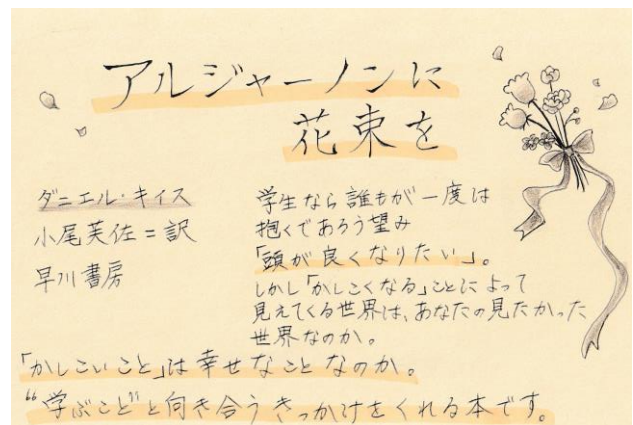 アルジャーノンに
花束を
ダニエル・キイス
小尾芙佐=訳
早川書房
学生なら誰もが一度は
抱くであろう望み
「頭が良くなりたい」。
しかし「かしこくなる」ことによって
見えてくる世界は、あなたの見たかった
世界なのか。
「かしこいこと」は幸せなことなのか。
“学ぶこと”と向き合うきっかけをくれる本です。